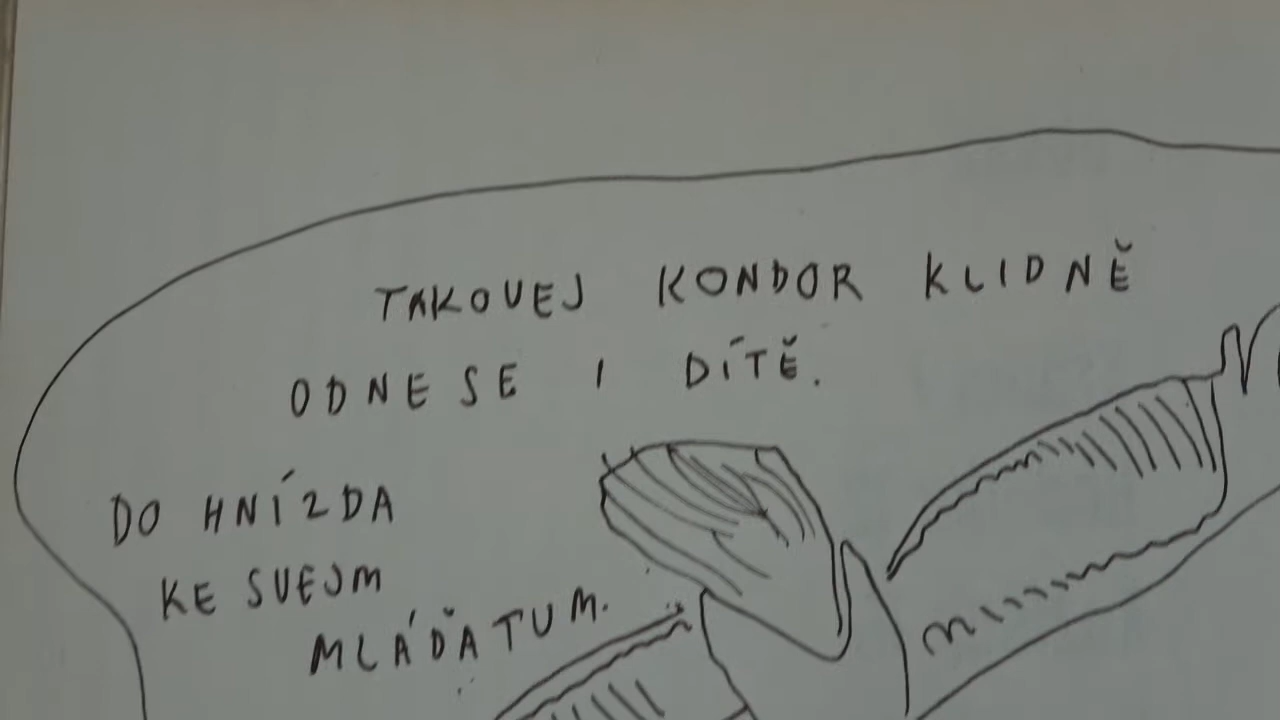 TAKOVEJ KONDOR KLIDNĚ
ODNESE I DÍTĚ.
DO HNÍZDA
KE SVEJM
MLÁĎATUM.